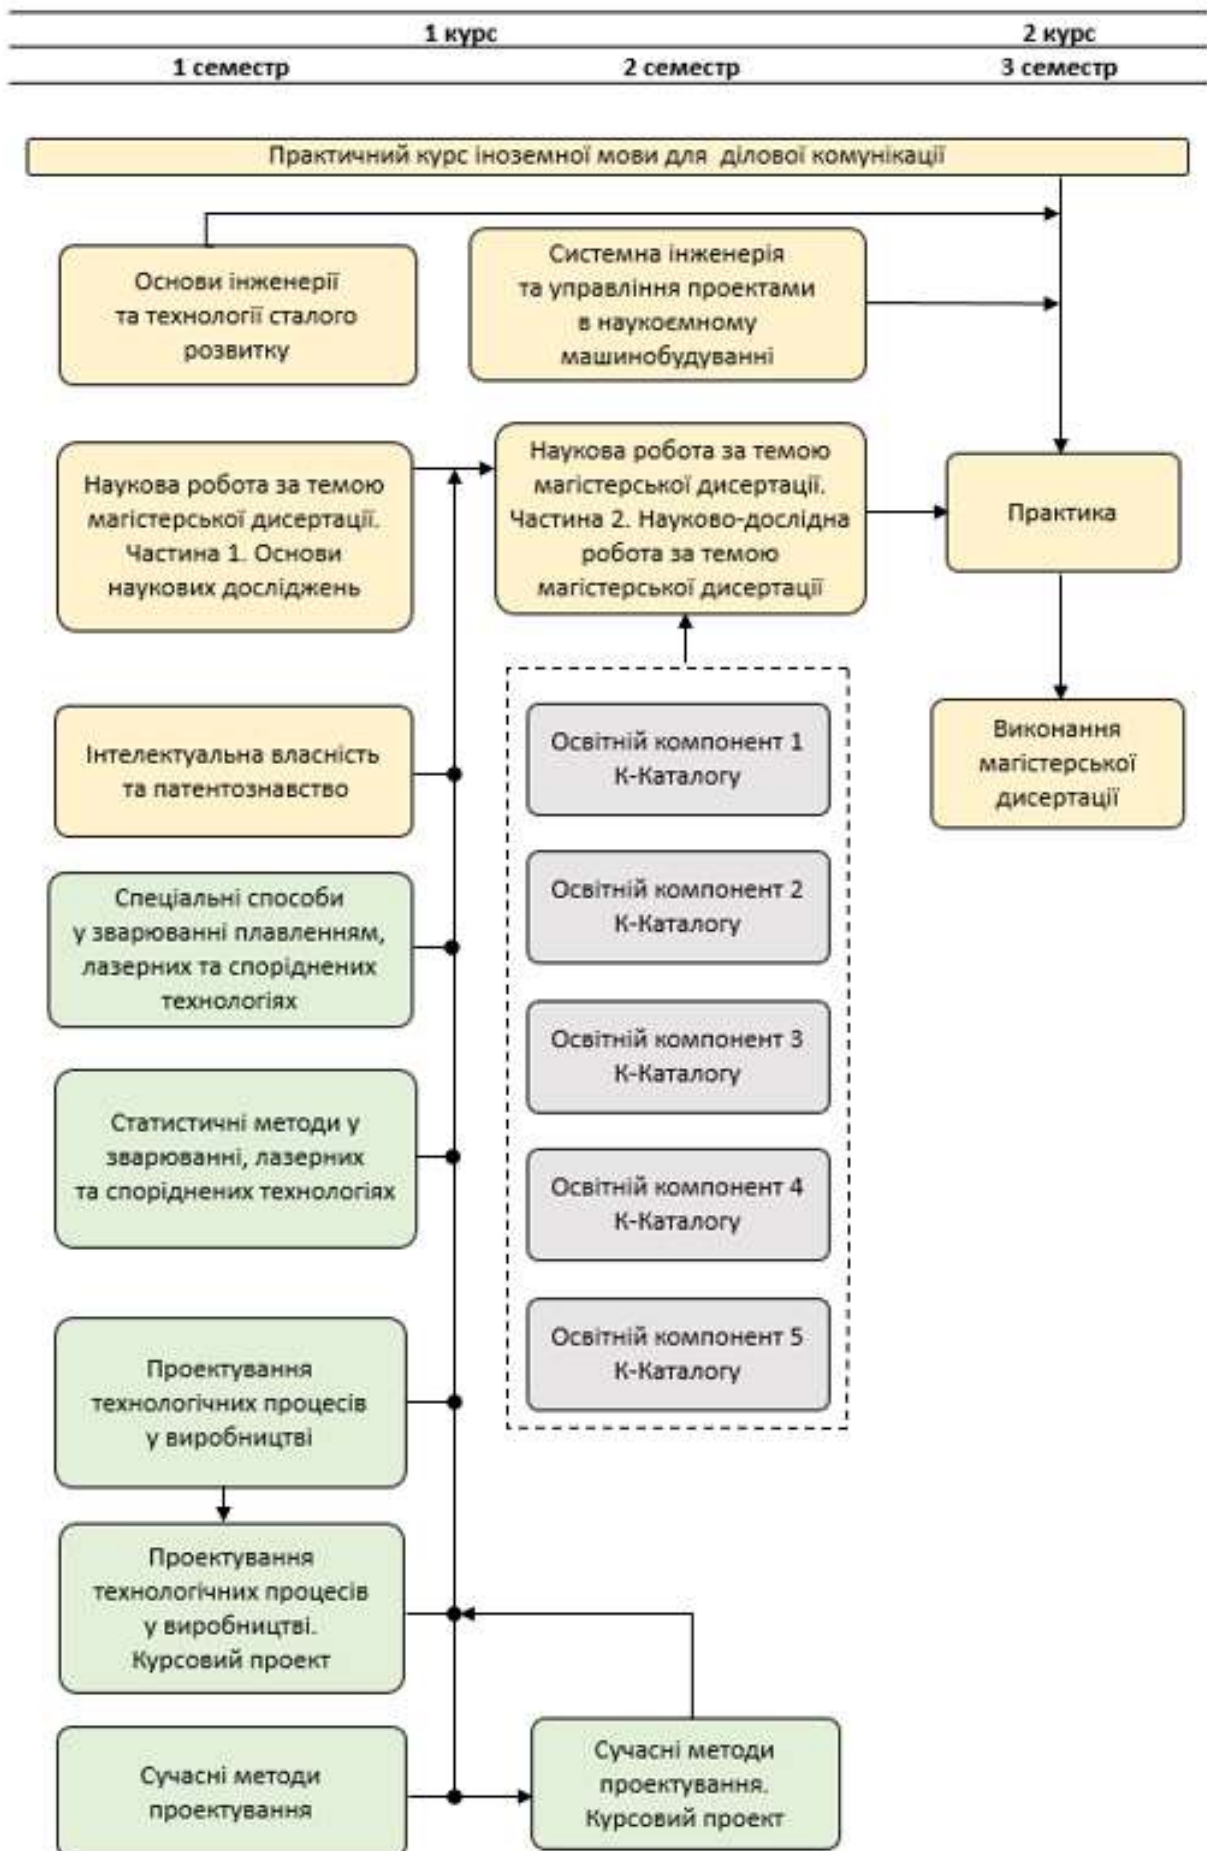 1 курс
2 курс
1 семестр
2 семестр
3 семестр
Практичний курс іноземної мови для ділової комунікації
Основи інженерії
та технології сталого
розвитку
Системна інженерія
та управління проектами
в наукоємному
машинобудуванні
Наукова робота за темою
магістерської дисертації.
Частина 1. Основи
наукових досліджень
Наукова робота за темою
магістерської дисертації.
Частина 2. Науково-дослідна
робота за темою
магістерської дисертації
Практика
Інтелектуальна власність
та патентознавство
Освітній компонент 1
К-Каталогу
Виконання
магістерської
дисертації
Спеціальні способи
у зварюванні плавленням,
лазерних та споріднених
технологіях
Освітній компонент 2
К-Каталогу
Освітній компонент 3
К-Каталогу
Статистичні методи у
зварюванні, лазерних
та споріднених технологіях
Освітній компонент 4
К-Каталогу
Проектування
технологічних процесів
у виробництві
Освітній компонент 5
К-Каталогу
Проектування
технологічних процесів
у виробництві.
Курсовий проект
Сучасні методи
проектування
Сучасні методи
проектування.
Курсовий проект